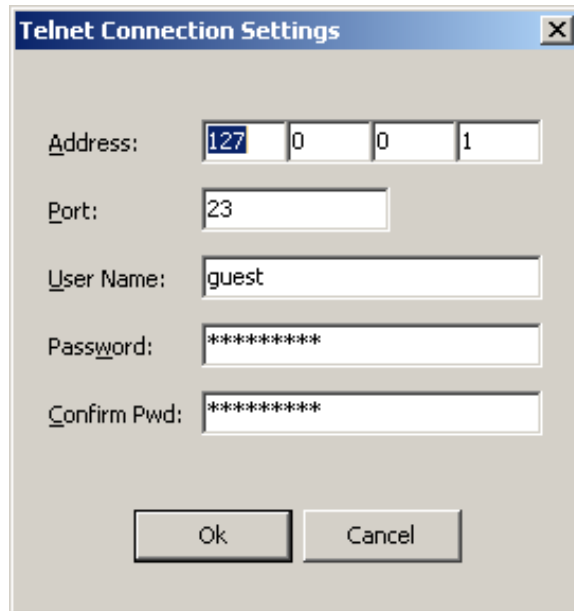 Telnet Connection Settings
Address: 127 0 0 1
Port: 23
User Name: guest
Password: *********
Confirm Pwd: *********
Ok Cancel